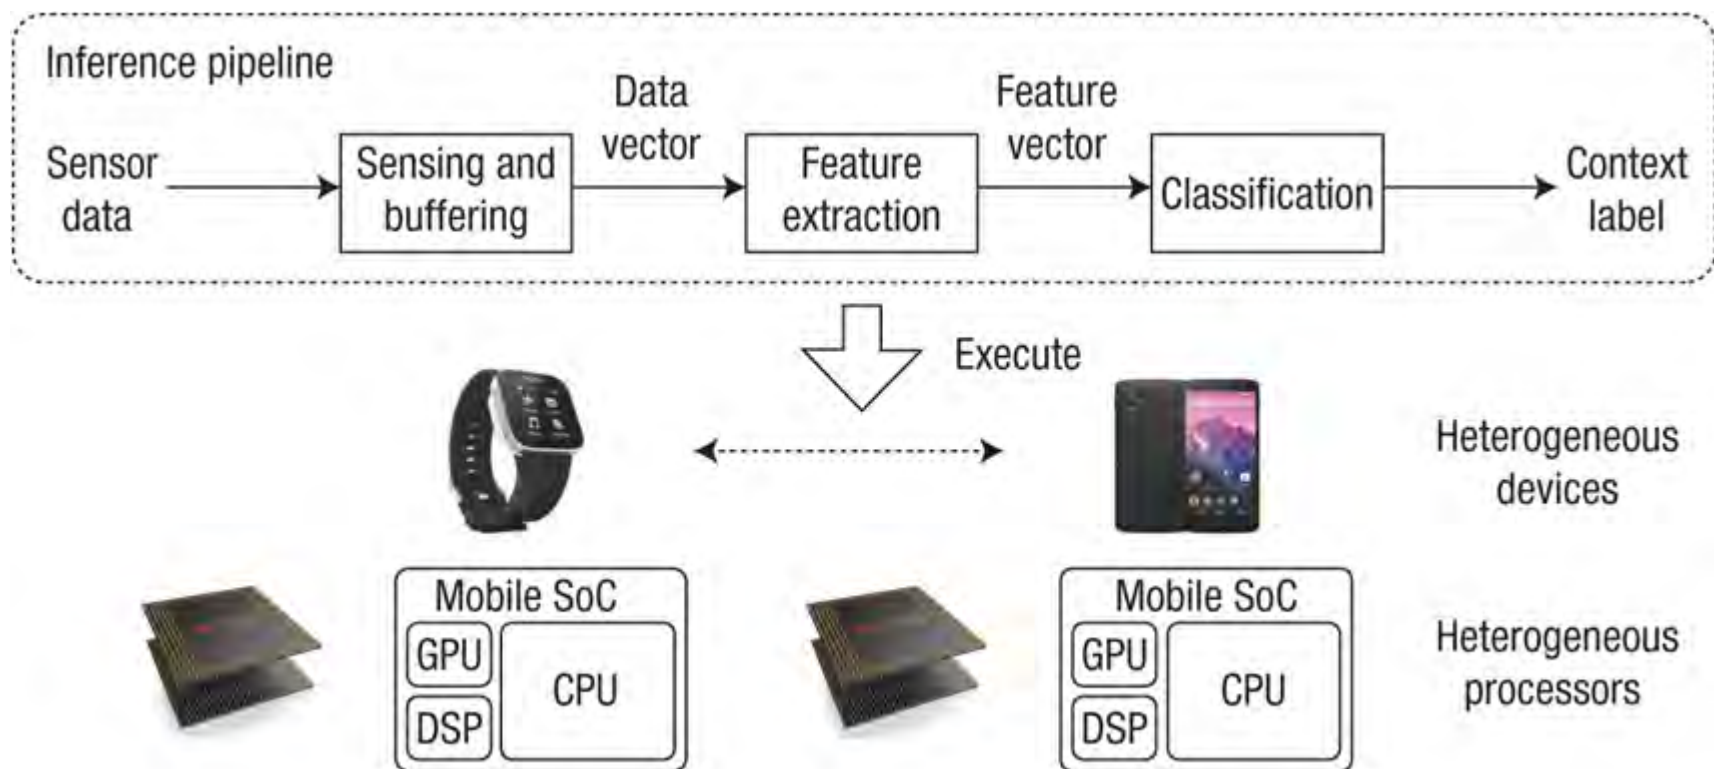 Inference pipeline
Sensor
data
Sensing and
buffering
Data
vector
Feature
extraction
Feature
vector
Classification
Context
label
Execute
Heterogeneous
devices
Mobile SoC
GPU
DSP
CPU
Mobile SoC
GPU
DSP
CPU
Heterogeneous
processors